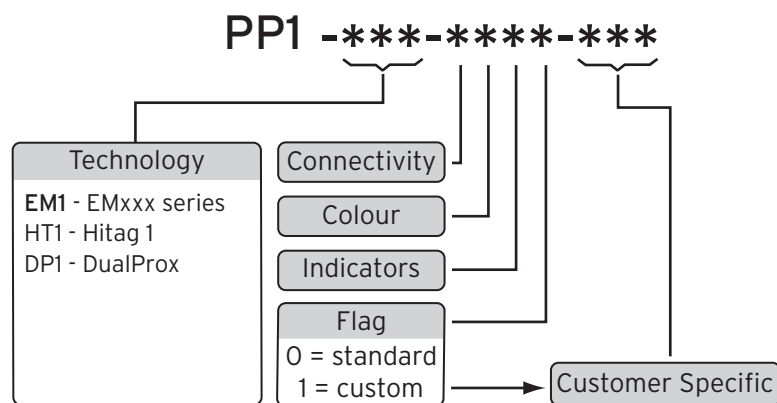 PP1 -***-****-***
Technology
EM1 - EMxxx series
HT1 - Hitag 1
DP1 - DualProx
Connectivity
Colour
Indicators
Flag
0 = standard
1 = custom
Customer Specific